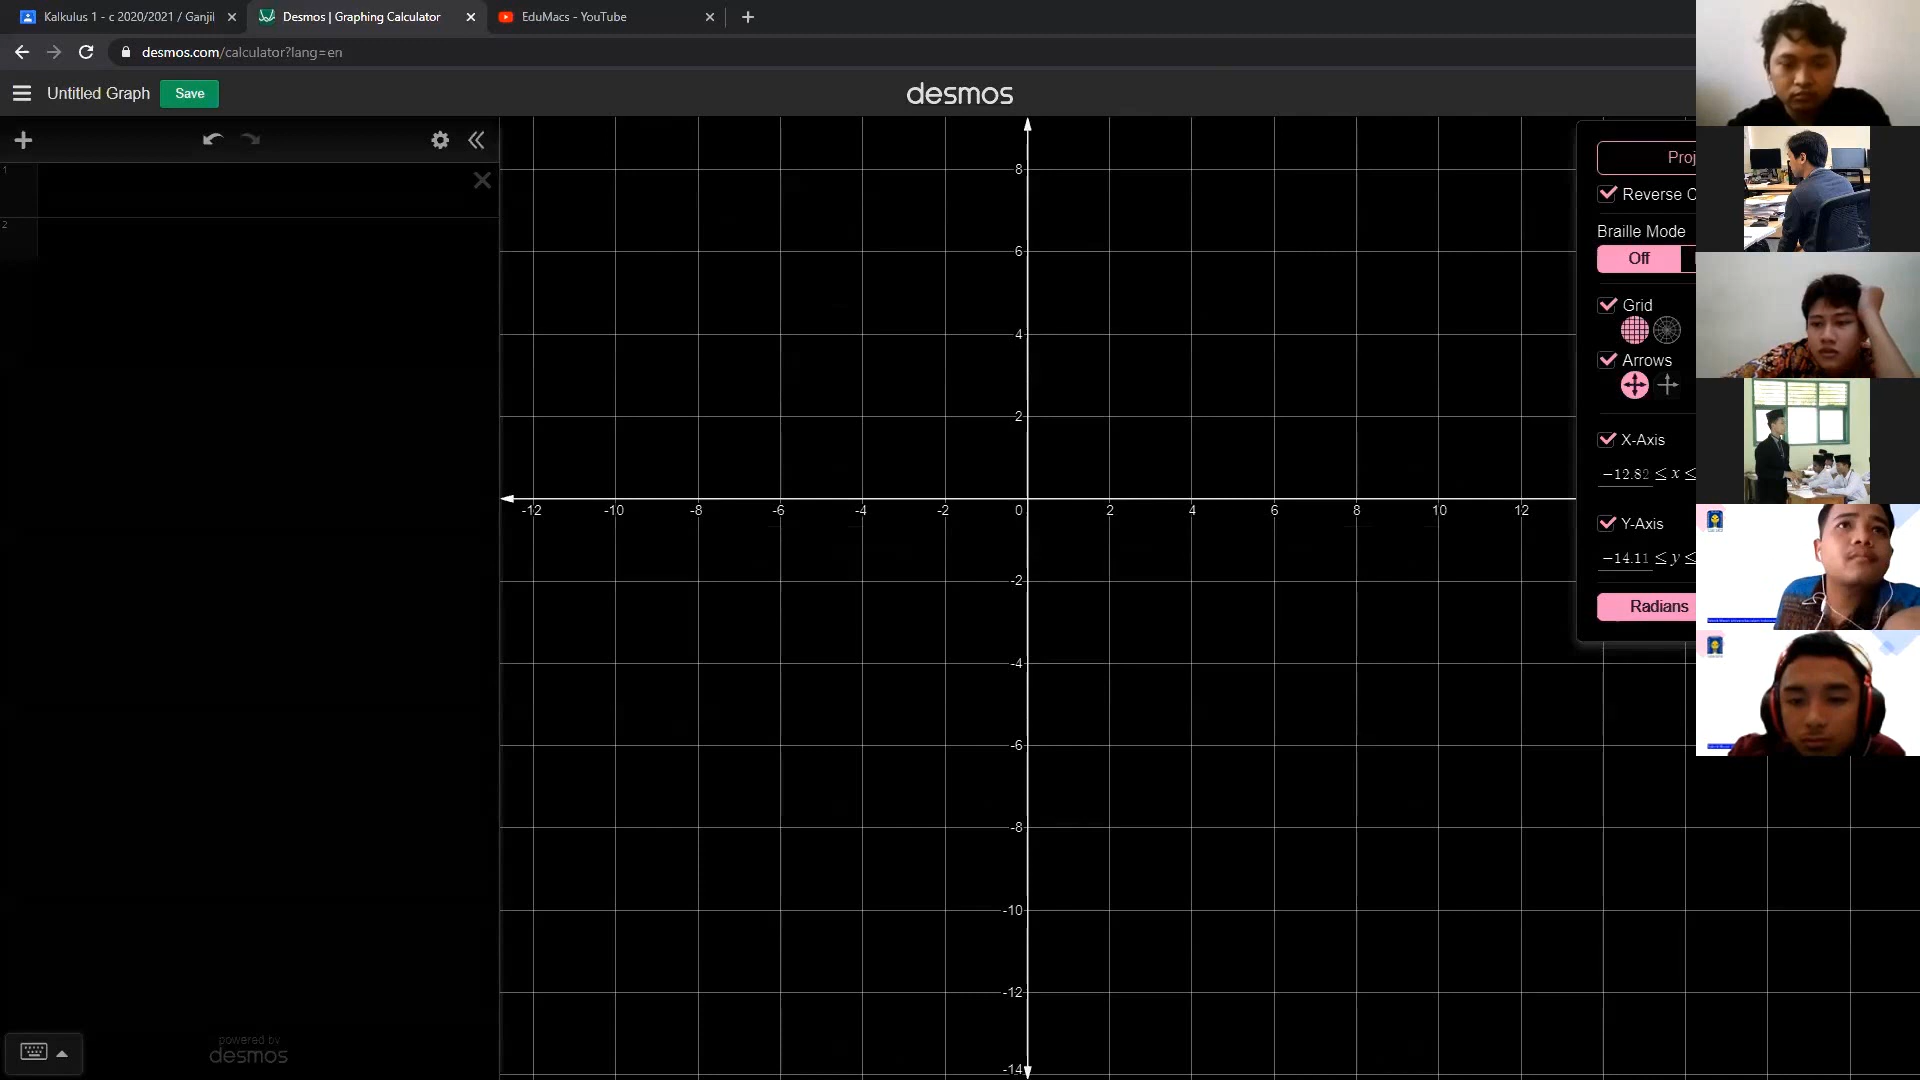 Kalkulus 1 - c 2020/2021 / Ganjil
Desmos | Graphing Calculator
EduMacs - YouTube
desmos.com/calculator?lang=en
Untitled Graph
Save
desmos
1
2
powered by
desmos
8
6
4
2
-12 -10 -8 -6 -4 -2 0 2 4 6 8 10 12
-2
-4
-6
-8
-10
-12
-14
Proj
Reverse C
Braille Mode
Off
Grid
Arrows
X-Axis
−12.82 ≤ x ≤
Y-Axis
−14.11 ≤ y ≤
Radians